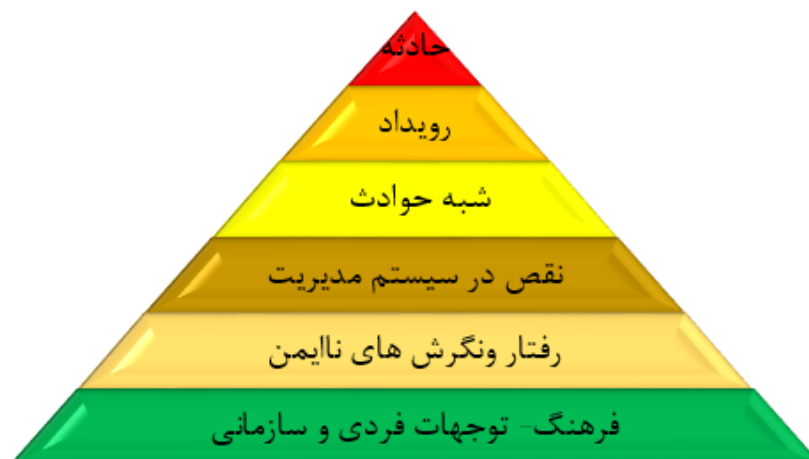 حادثه
رویداد
شبه حوادث
نقص در سیستم مدیریت
رفتار ونگرش های ناایمن
فرهنگ- توجهات فردی و سازمانی